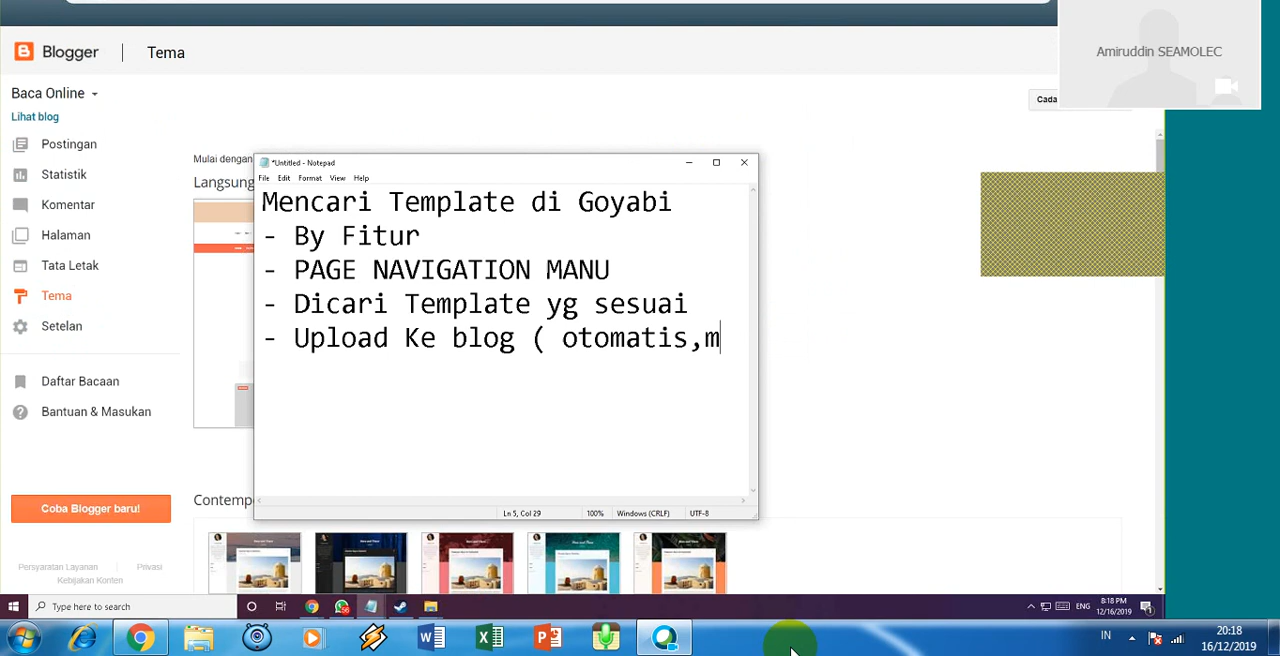 Blogger
Tema
Amiruddin SEAMOLEC
Baca Online
Lihat blog
Cada
Postingan
Statistik
Komentar
Halaman
Tata Letak
Tema
Setelan
Daftar Bacaan
Bantuan & Masukan
Coba Blogger baru!
Persyaratan Layanan
Privasi
Kebijakan Konten
Mulai dengan
Langsung
Contempo
*Untitled - Notepad
File Edit Format View Help
Mencari Template di Goyabi
- By Fitur
- PAGE NAVIGATION MANU
- Dicari Template yg sesuai
- Upload Ke blog ( otomatis,m
Ln 5, Col 29
100%
Windows (CRLF)
UTF-8
Type here to search
ENG
8:18 PM
12/16/2019
IN
20:18
16/12/2019